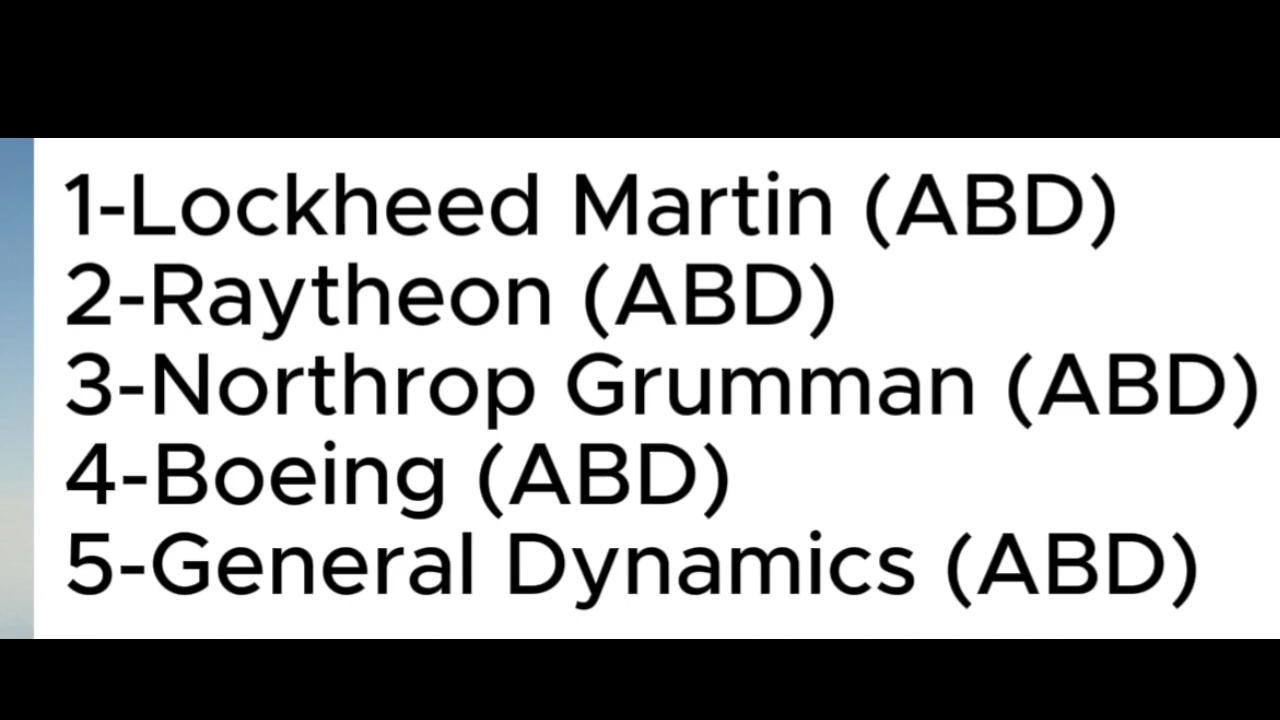 1-Lockheed Martin (ABD)
2-Raytheon (ABD)
3-Northrop Grumman (ABD)
4-Boeing (ABD)
5-General Dynamics (ABD)